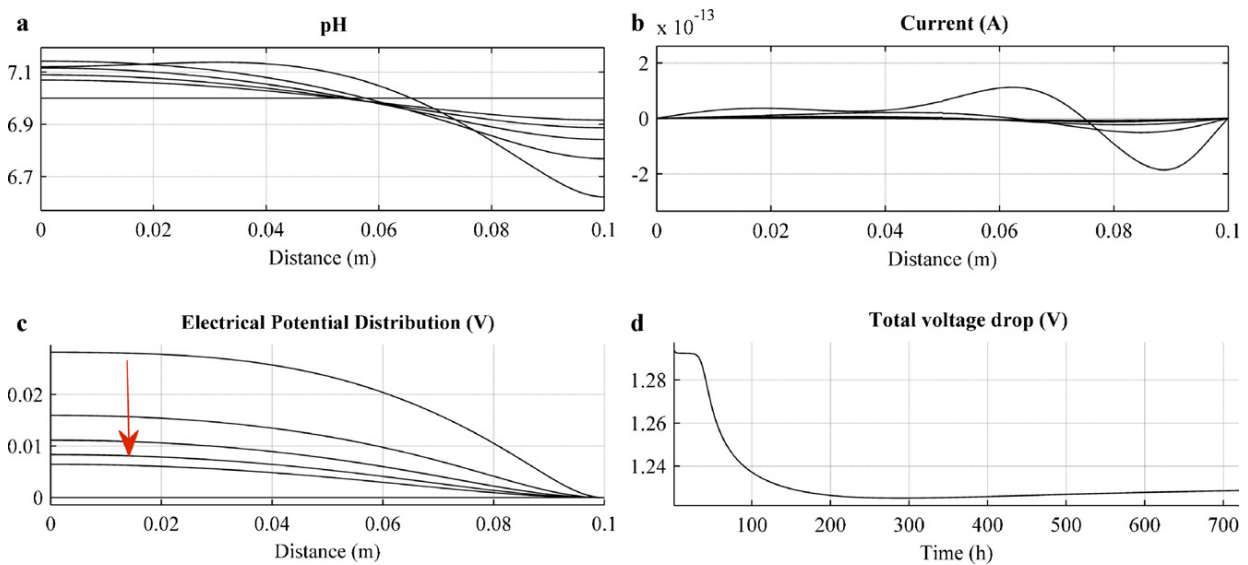 a
pH
7.1
6.9
6.7
0
0.02
0.04
0.06
0.08
0.1
Distance (m)
b
x 10^-13
Current (A)
2
0
-2
0
0.02
0.04
0.06
0.08
0.1
Distance (m)
c
Electrical Potential Distribution (V)
0.02
0.01
0
0
0.02
0.04
0.06
0.08
0.1
Distance (m)
d
Total voltage drop (V)
1.28
1.26
1.24
100
200
300
400
500
600
700
Time (h)